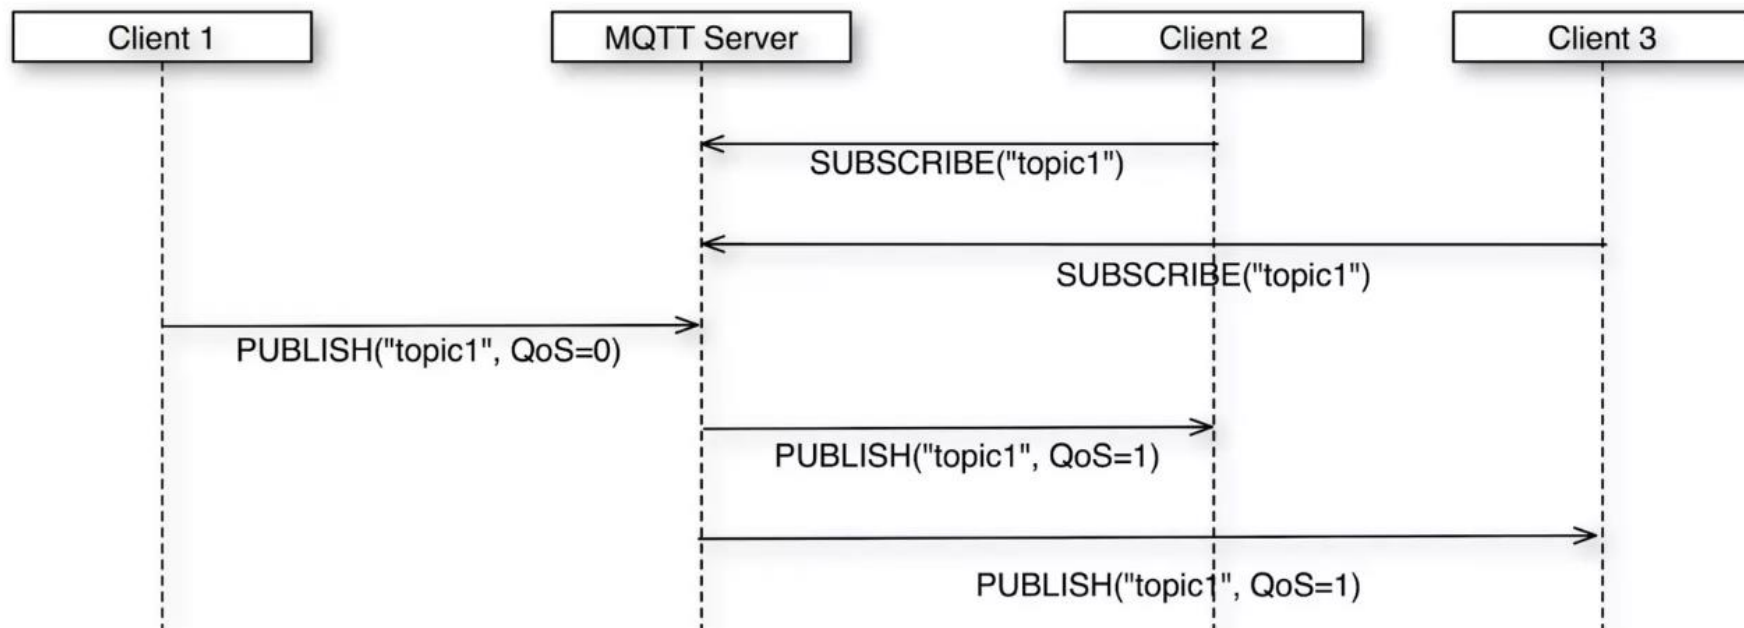 Client 1
MQTT Server
Client 2
Client 3
SUBSCRIBE("topic1")
SUBSCRIBE("topic1")
PUBLISH("topic1", QoS=0)
PUBLISH("topic1", QoS=1)
PUBLISH("topic1", QoS=1)